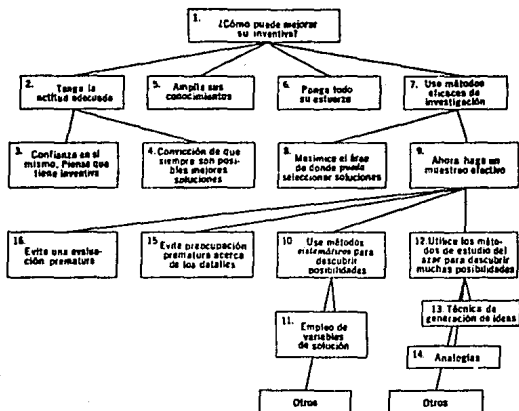 1. ¿Cómo puede mejorar
su inventiva?
2. Tenga la
actitud adecuada
5. Amplíe sus
conocimientos
6. Ponga todo
su esfuerzo
7. Use métodos
eficaces de
investigación
3. Confianza en sí
mismo. Piense que
tiene inventiva
4. Convicción de que
siempre son posi-
bles mejores
soluciones
8. Maximice el área
de donde pueda
seleccionar soluciones
9. Ahora haga un
muestreo efectivo
16. Evite una evalua-
ción prematura
15. Evite preocupación
prematura acerca
de los detalles
10. Use métodos
sistemáticos para
descubrir
posibilidades
12. Utilice los méto-
dos de estudio del
azar para descubrir
muchas posibilidades
11. Empleo de
variables
de solución
13. Técnica de
generación de ideas
14. Analogías
Otros
Otros